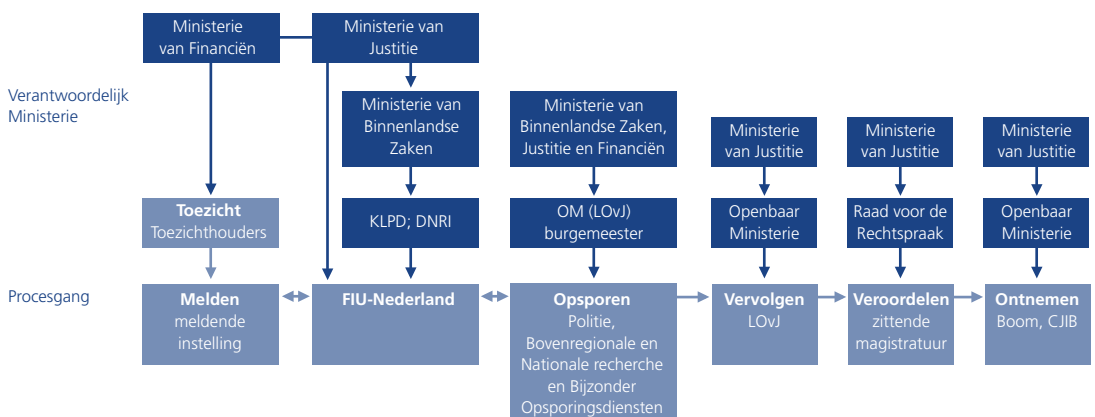 Ministerie
van Financiën
Ministerie van
Justitie
Verantwoordelijk
Ministerie
Ministerie van
Binnenlandse
Zaken
Ministerie van
Binnenlandse Zaken,
Justitie en Financiën
Ministerie
van Justitie
Ministerie
van Justitie
Ministerie
van Justitie
Toezicht
Toezichthouders
KLPD; DNRI
OM (LOvJ)
burgemeester
Openbaar
Ministerie
Raad voor de
Rechtspraak
Openbaar
Ministerie
Procesgang
Melden
meldende
instelling
FIU-Nederland
Opsporen
Politie,
Bovenregionale en
Nationale recherche
en Bijzonder
Opsporingsdiensten
Vervolgen
LOvJ
Veroordelen
zittende
magistratuur
Ontnemen
Boom, CJIB